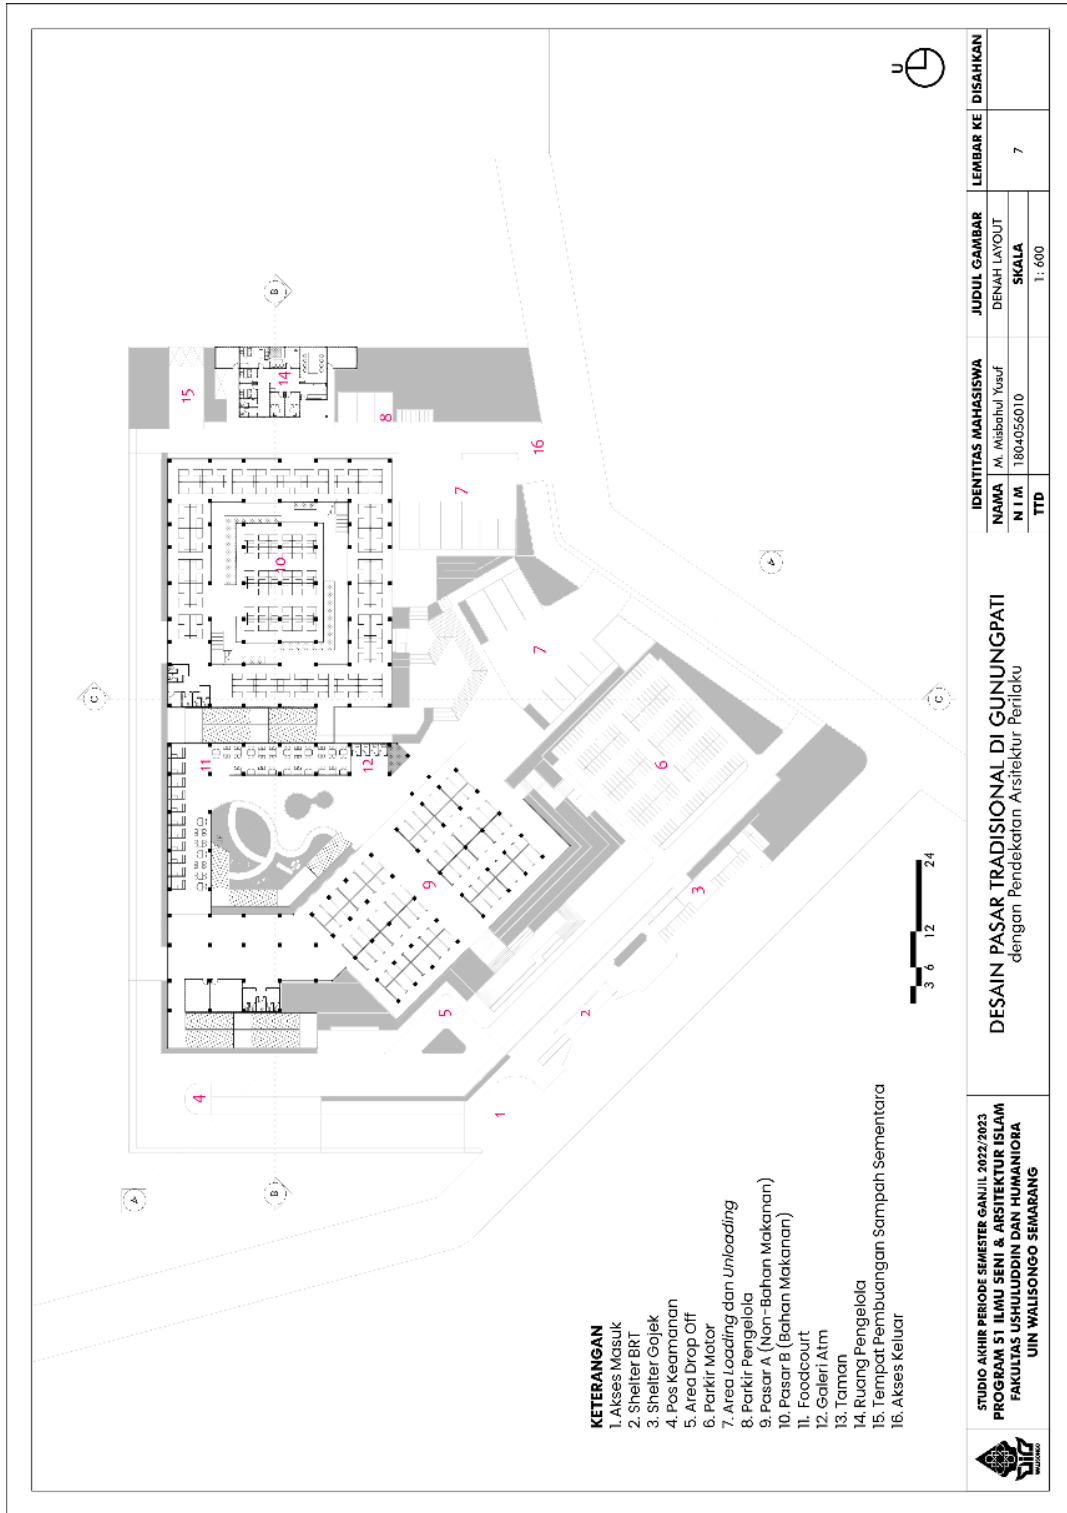 U
B
15
14
8
16
7
10
A
C
C
7
11
12
6
9
3
5
2
4
1
A
B
3 6 12 24
KETERANGAN
1. Akses Masuk
2. Shelter BRT
3. Shelter Gojek
4. Pos Keamanan
5. Area Drop Off
6. Parkir Motor
7. Area Loading dan Unloading
8. Parkir Pengelola
9. Pasar A (Non-Bahan Makanan)
10. Pasar B (Bahan Makanan)
11. Foodcourt
12. Galeri Atm
13. Taman
14. Ruang Pengelola
15. Tempat Pembuangan Sampah Sementara
16. Akses Keluar
WALISONGO
STUDIO AKHIR PERIODE SEMESTER GANJIL 2022/2023
PROGRAM S1 ILMU SENI & ARSITEKTUR ISLAM
FAKULTAS USHULUDDIN DAN HUMANIORA
UIN WALISONGO SEMARANG
DESAIN PASAR TRADISIONAL DI GUNUNGPATI
dengan Pendekatan Arsitektur Perilaku
IDENTITAS MAHASISWA
NAMA M. Misbahul Yusuf
N I M 1804056010
TTD
JUDUL GAMBAR
DENAH LAYOUT
SKALA
1 : 600
LEMBAR KE
7
DISAHKAN